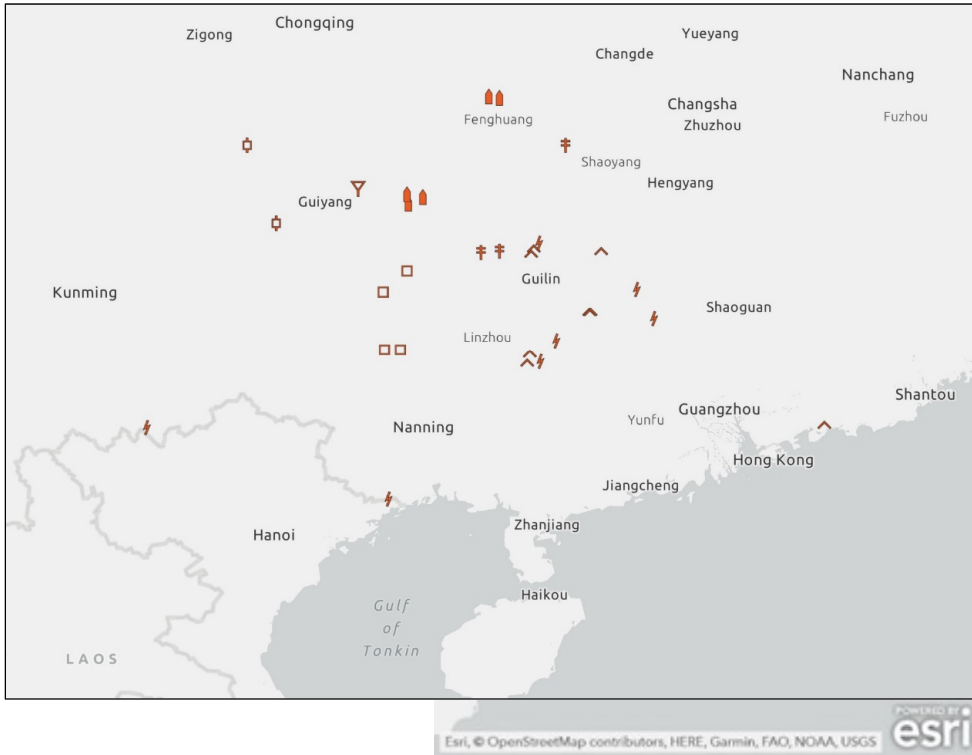 Chongqing
Zigong
Yueyang
Changde
Nanchang
Changsha
Fenghuang
Fuzhou
Zhuzhou
Shaoyang
Hengyang
Guiyang
Guilin
Kunming
Shaoguan
Linzhou
Shantou
Guangzhou
Yunfu
Nanning
Hong Kong
Jiangcheng
Zhanjiang
Hanoi
Haikou
Gulf
of
Tonkin
LAOS
POWERED BY
esri
Esri, © OpenStreetMap contributors, HERE, Garmin, FAO, NOAA, USGS